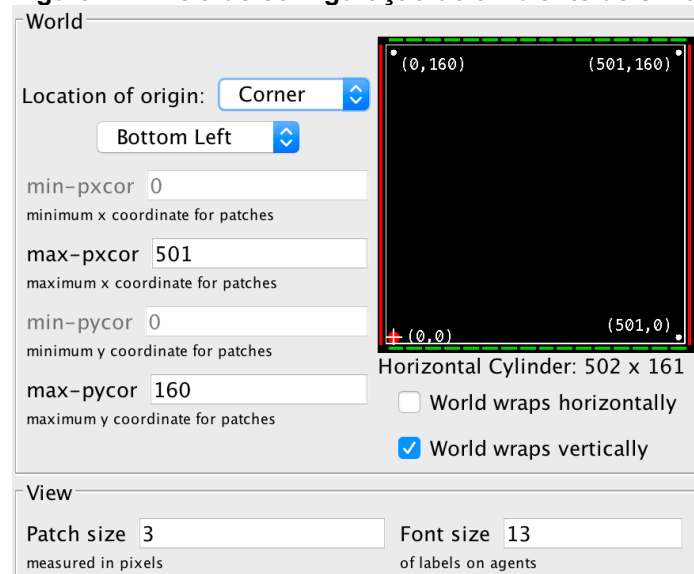 World
(0,160)
(501,160)
Location of origin: Corner
Bottom Left
min-pxcor 0
minimum x coordinate for patches
max-pxcor 501
maximum x coordinate for patches
min-pycor 0
minimum y coordinate for patches
(0,0)
(501,0)
Horizontal Cylinder: 502 x 161
max-pycor 160
maximum y coordinate for patches
World wraps horizontally
World wraps vertically
View
Patch size 3
measured in pixels
Font size 13
of labels on agents